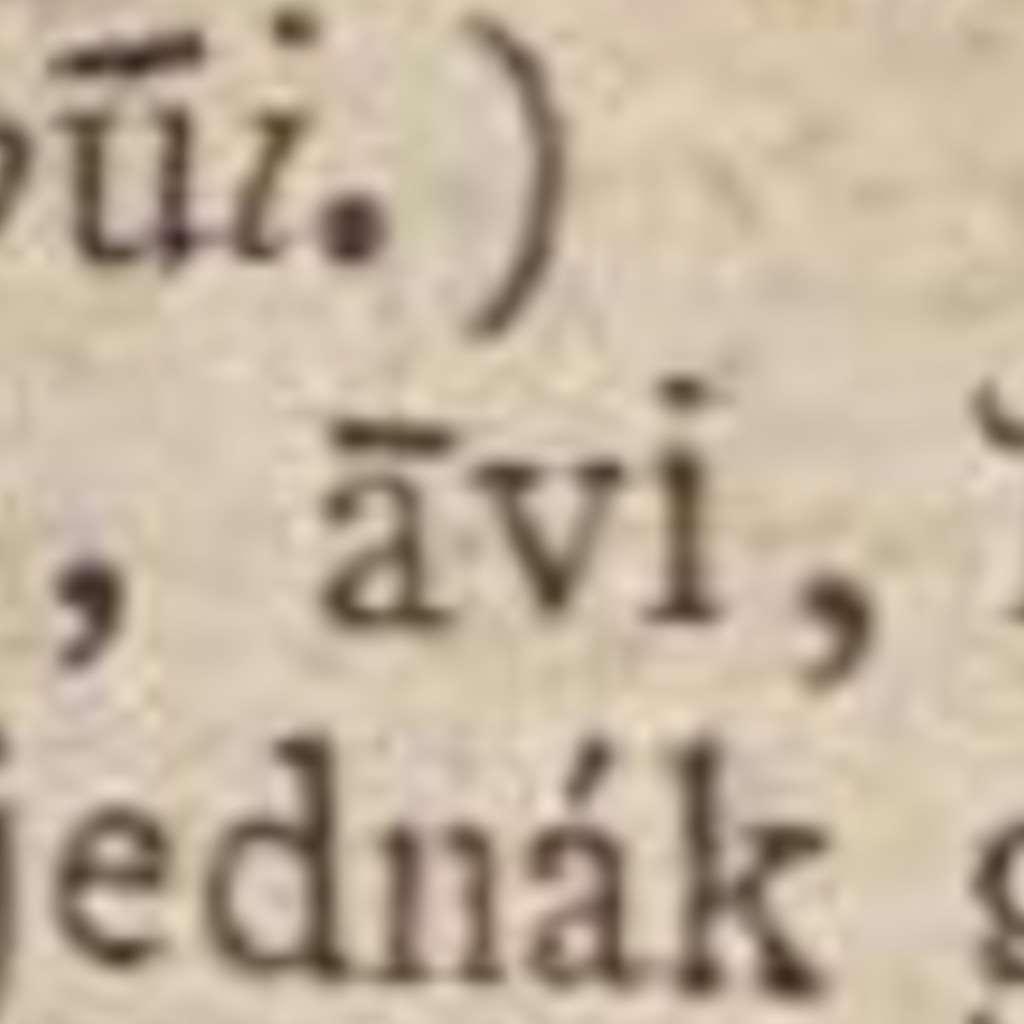 ūi.)
, āvi,
jednák